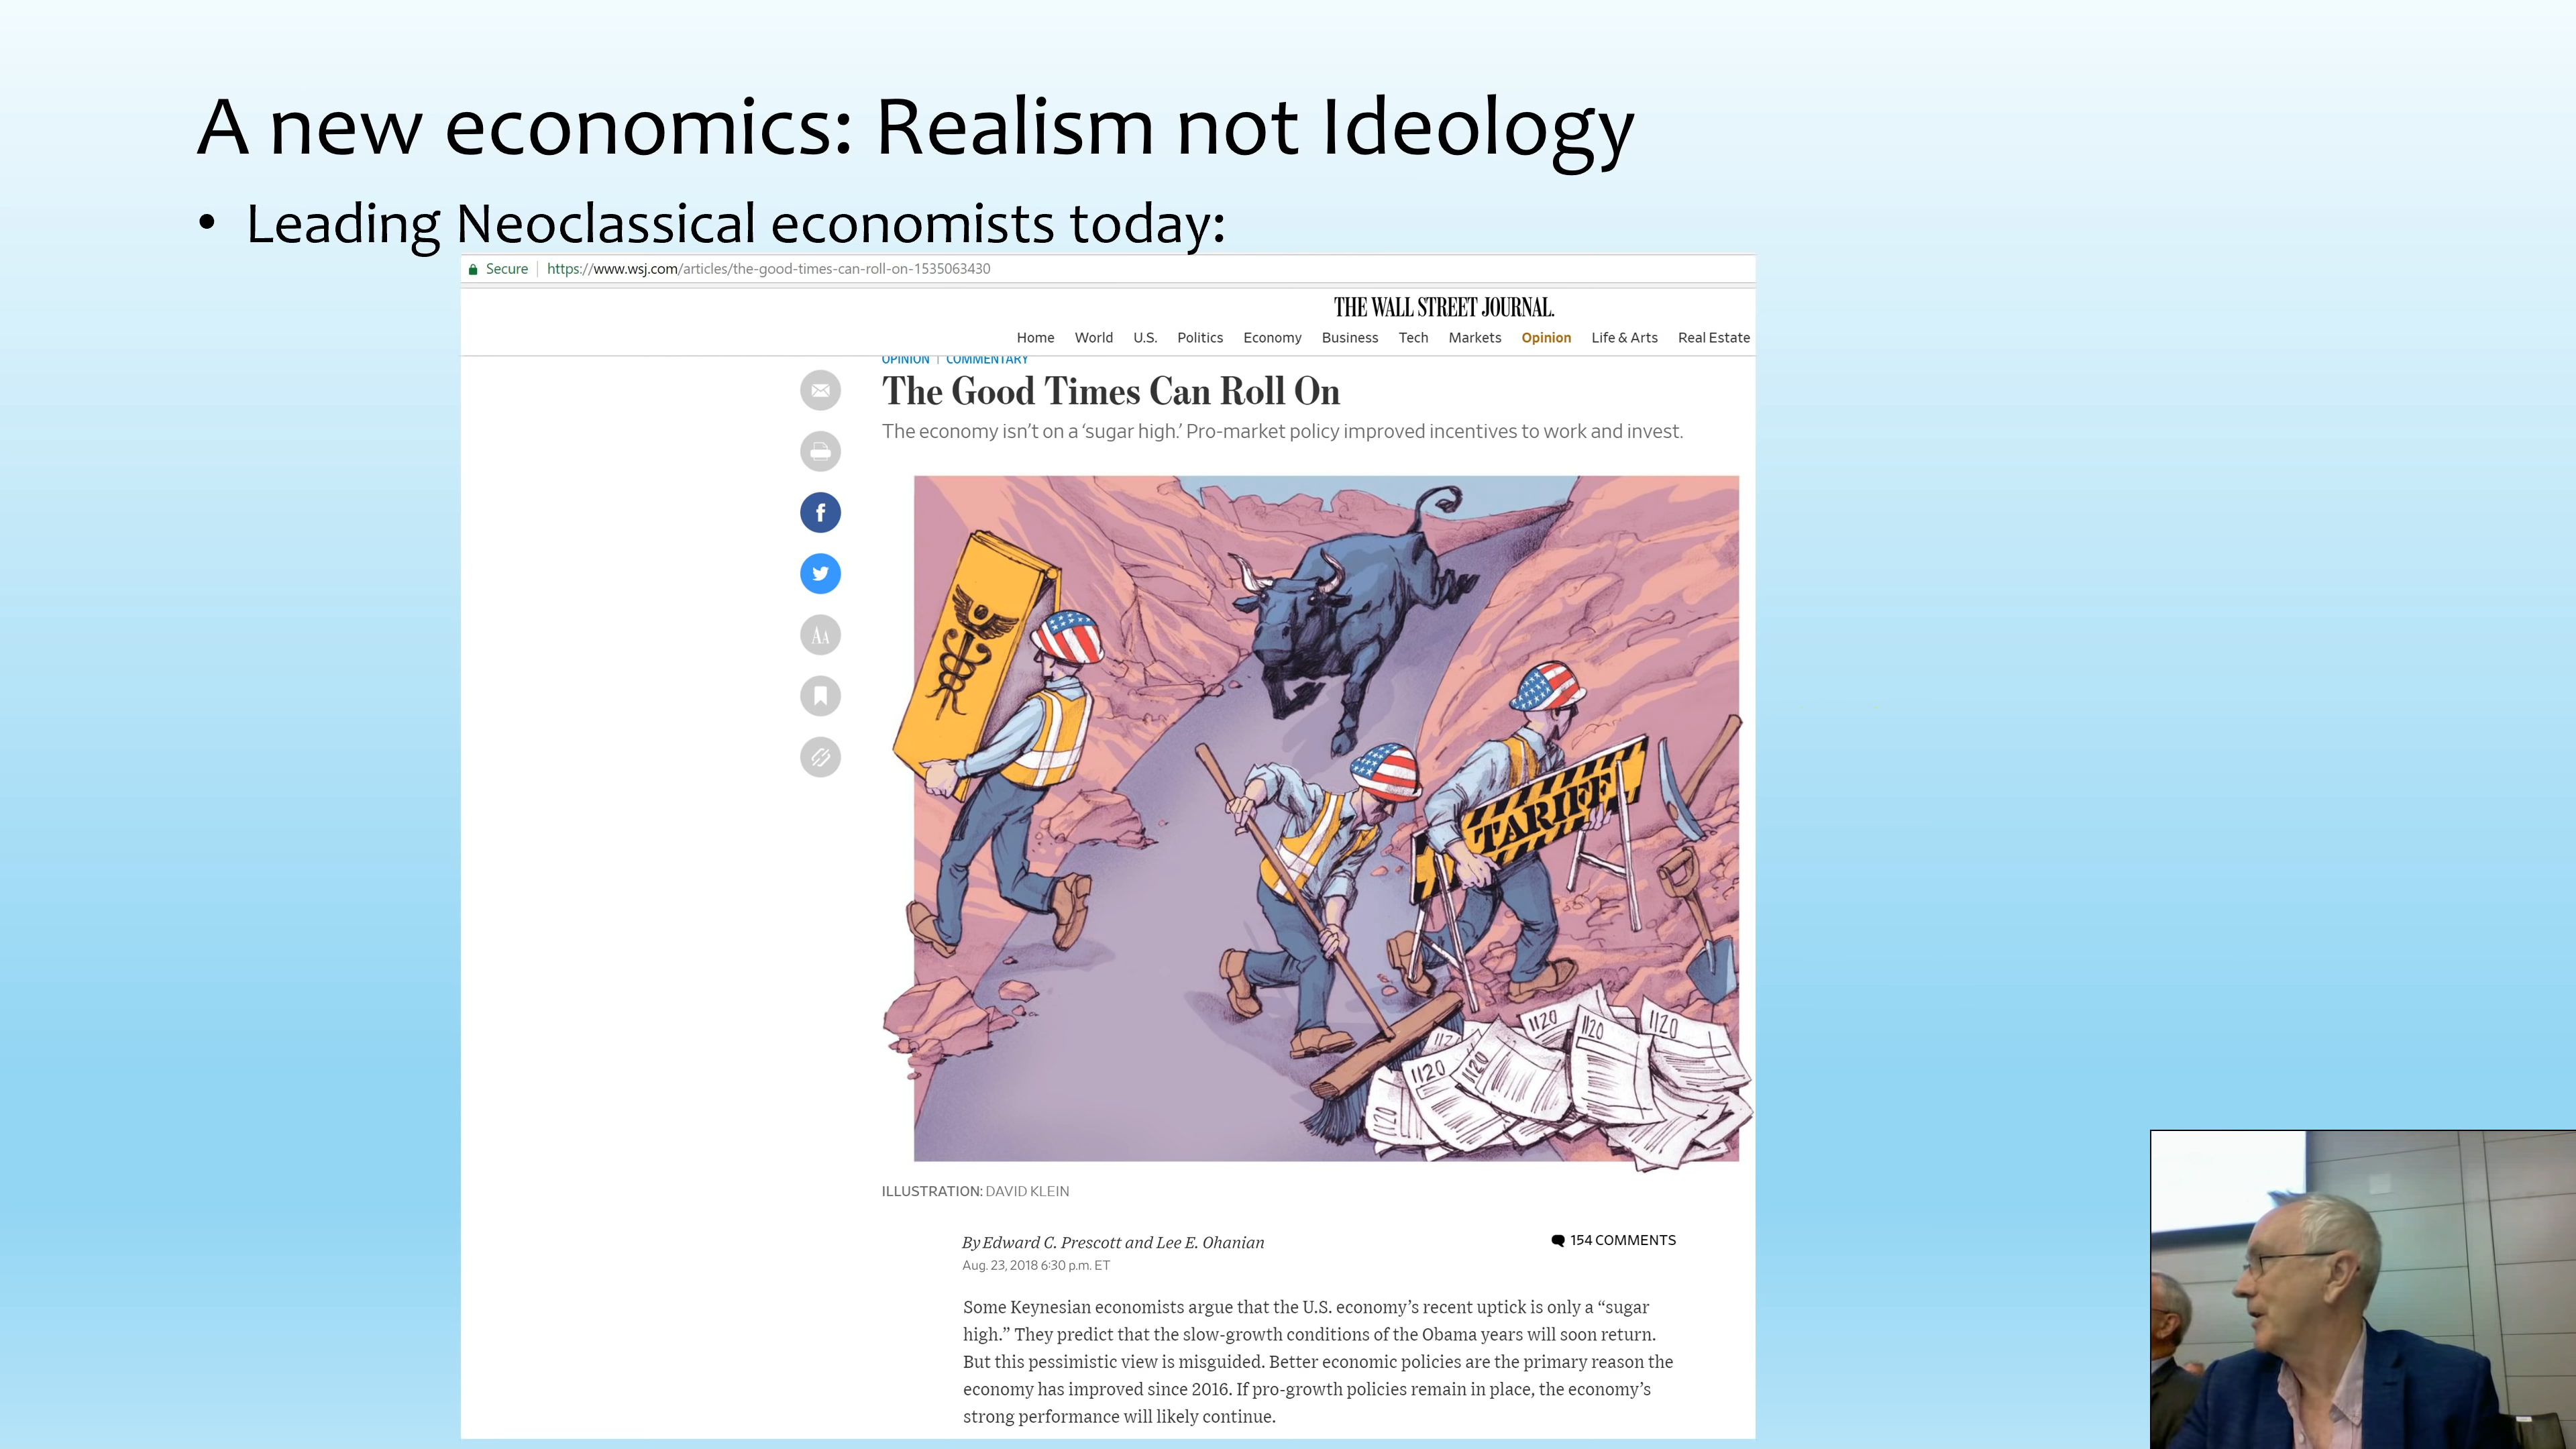 A new economics: Realism not Ideology
• Leading Neoclassical economists today:
Secure https://www.wsj.com/articles/the-good-times-can-roll-on-1535063430
THE WALL STREET JOURNAL.
Home World U.S. Politics Economy Business Tech Markets Opinion Life & Arts Real Estate
OPINION | COMMENTARY
The Good Times Can Roll On
The economy isn't on a 'sugar high.' Pro-market policy improved incentives to work and invest.
f
AA
TARIFF
1120 1120 1120
1120
1120 1120
1120
ILLUSTRATION: DAVID KLEIN
By Edward C. Prescott and Lee E. Ohanian
154 COMMENTS
Aug. 23, 2018 6:30 p.m. ET
Some Keynesian economists argue that the U.S. economy's recent uptick is only a “sugar
high.” They predict that the slow-growth conditions of the Obama years will soon return.
But this pessimistic view is misguided. Better economic policies are the primary reason the
economy has improved since 2016. If pro-growth policies remain in place, the economy's
strong performance will likely continue.